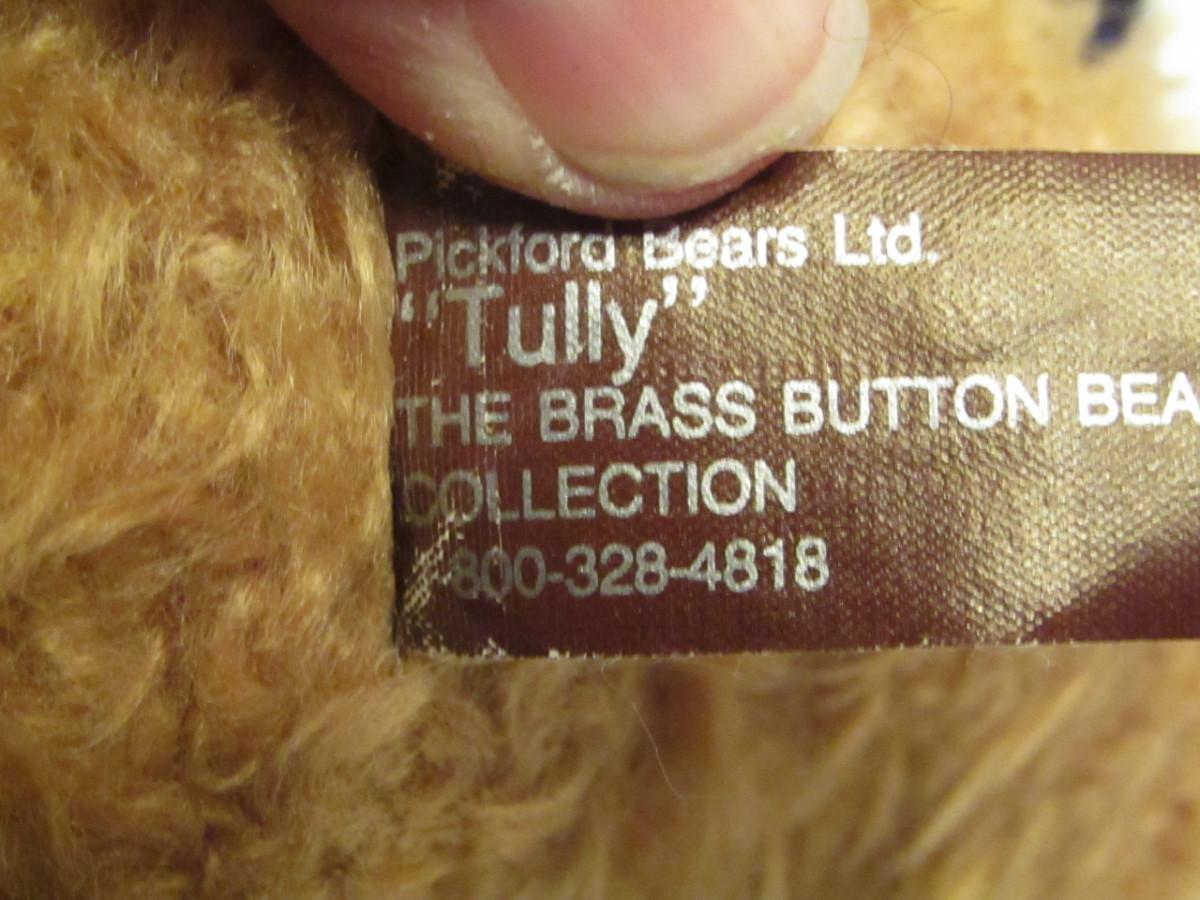 Pickford Bears Ltd.
“Tully”
THE BRASS BUTTON BEA
COLLECTION
800-328-4818